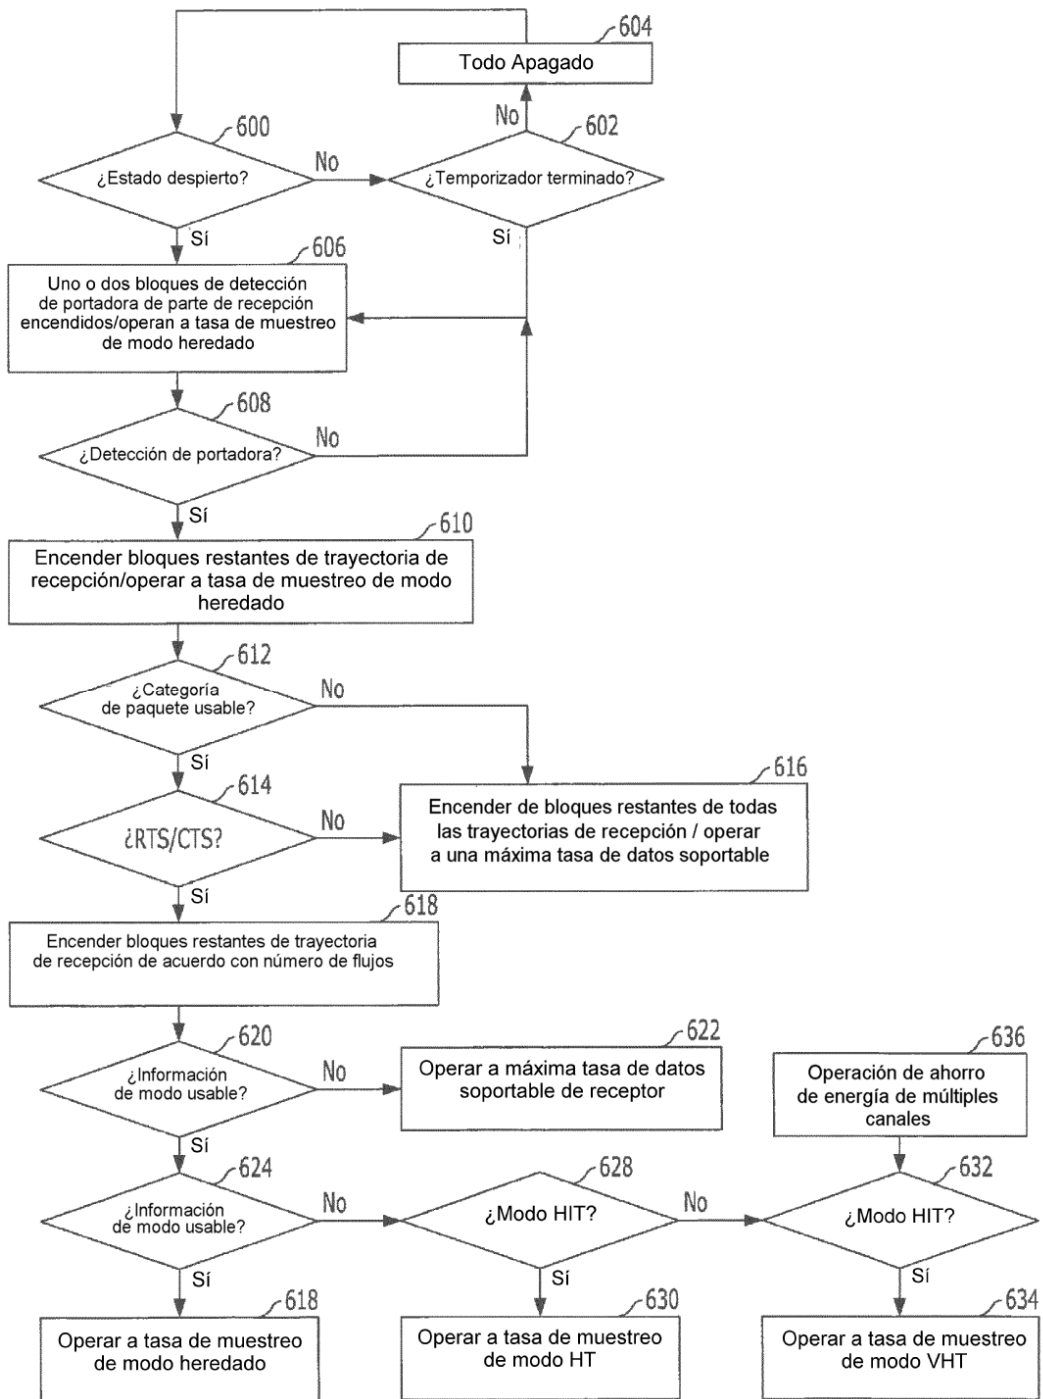 604
Todo Apagado
No
600
602
¿Estado despierto?
No
¿Temporizador terminado?
Sí
Sí
606
Uno o dos bloques de detección
de portadora de parte de recepción
encendidos/operan a tasa de muestreo
de modo heredado
608
¿Detección de portadora?
No
Sí
610
Encender bloques restantes de trayectoria de
recepción/operar a tasa de muestreo de modo
heredado
612
¿Categoría
de paquete usable?
No
Sí
614
¿RTS/CTS?
No
616
Encender de bloques restantes de todas
las trayectorias de recepción / operar
a una máxima tasa de datos soportable
Sí
618
Encender bloques restantes de trayectoria
de recepción de acuerdo con número de flujos
620
¿Información
de modo usable?
No
622
Operar a máxima tasa de datos
soportable de receptor
636
Operación de ahorro
de energía de múltiples
canales
Sí
624
¿Información
de modo usable?
No
628
¿Modo HIT?
No
632
¿Modo HIT?
Sí
Sí
Sí
618
Operar a tasa de muestreo
de modo heredado
630
Operar a tasa de muestreo
de modo HT
634
Operar a tasa de muestreo
de modo VHT